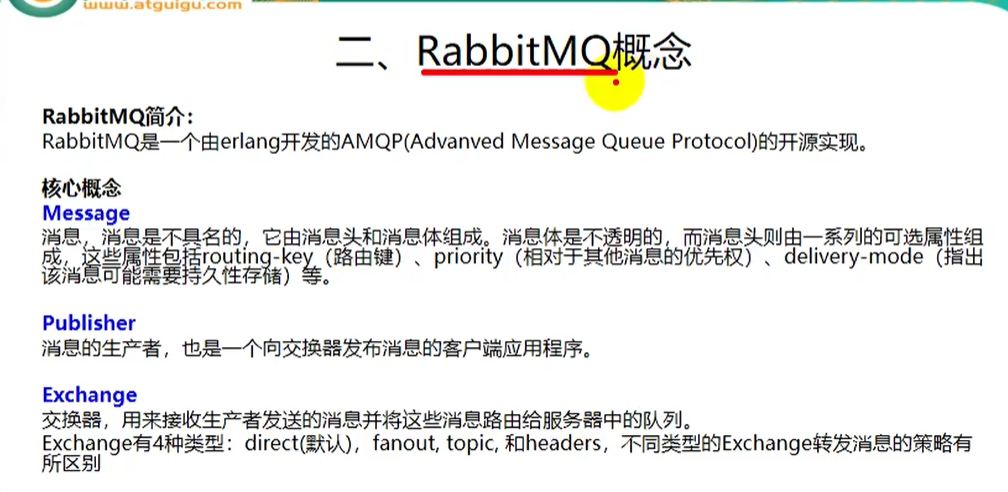 www.atguigu.com
二、RabbitMQ概念
RabbitMQ简介：
RabbitMQ是一个由erlang开发的AMQP(Advanved Message Queue Protocol)的开源实现。
核心概念
Message
消息，消息是不具名的，它由消息头和消息体组成。消息体是不透明的，而消息头则由一系列的可选属性组
成，这些属性包括routing-key（路由键）、priority（相对于其他消息的优先权）、delivery-mode（指出
该消息可能需要持久性存储）等。
Publisher
消息的生产者，也是一个向交换器发布消息的客户端应用程序。
Exchange
交换器，用来接收生产者发送的消息并将这些消息路由给服务器中的队列。
Exchange有4种类型：direct(默认)，fanout, topic, 和headers，不同类型的Exchange转发消息的策略有
所区别